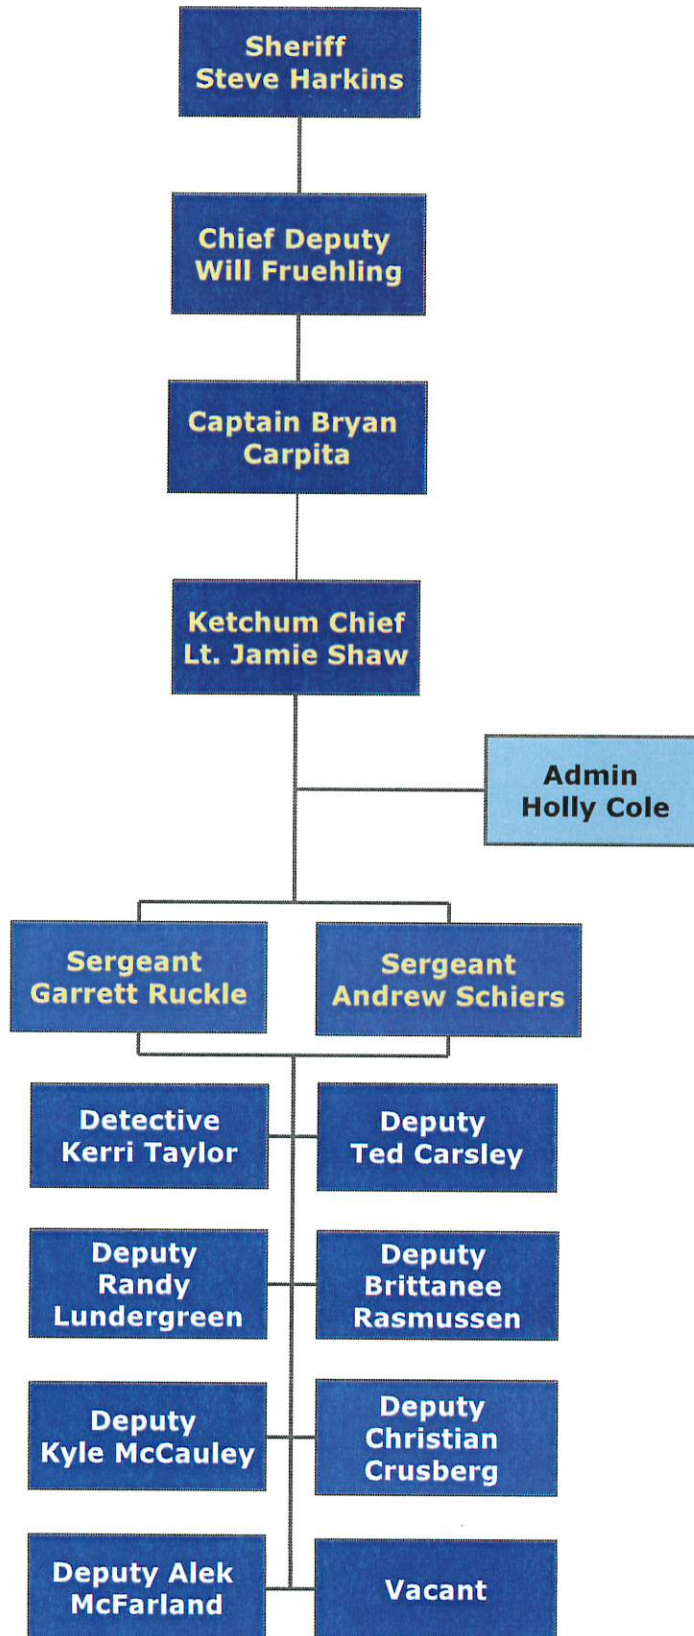 Sheriff
Steve Harkins
Chief Deputy
Will Fruehling
Captain Bryan
Carpita
Ketchum Chief
Lt. Jamie Shaw
Admin
Holly Cole
Sergeant
Garrett Ruckle
Sergeant
Andrew Schiers
Detective
Kerri Taylor
Deputy
Ted Carsley
Deputy
Randy
Lundergreen
Deputy
Brittanee
Rasmussen
Deputy
Kyle McCauley
Deputy
Christian
Crusberg
Deputy Alek
McFarland
Vacant